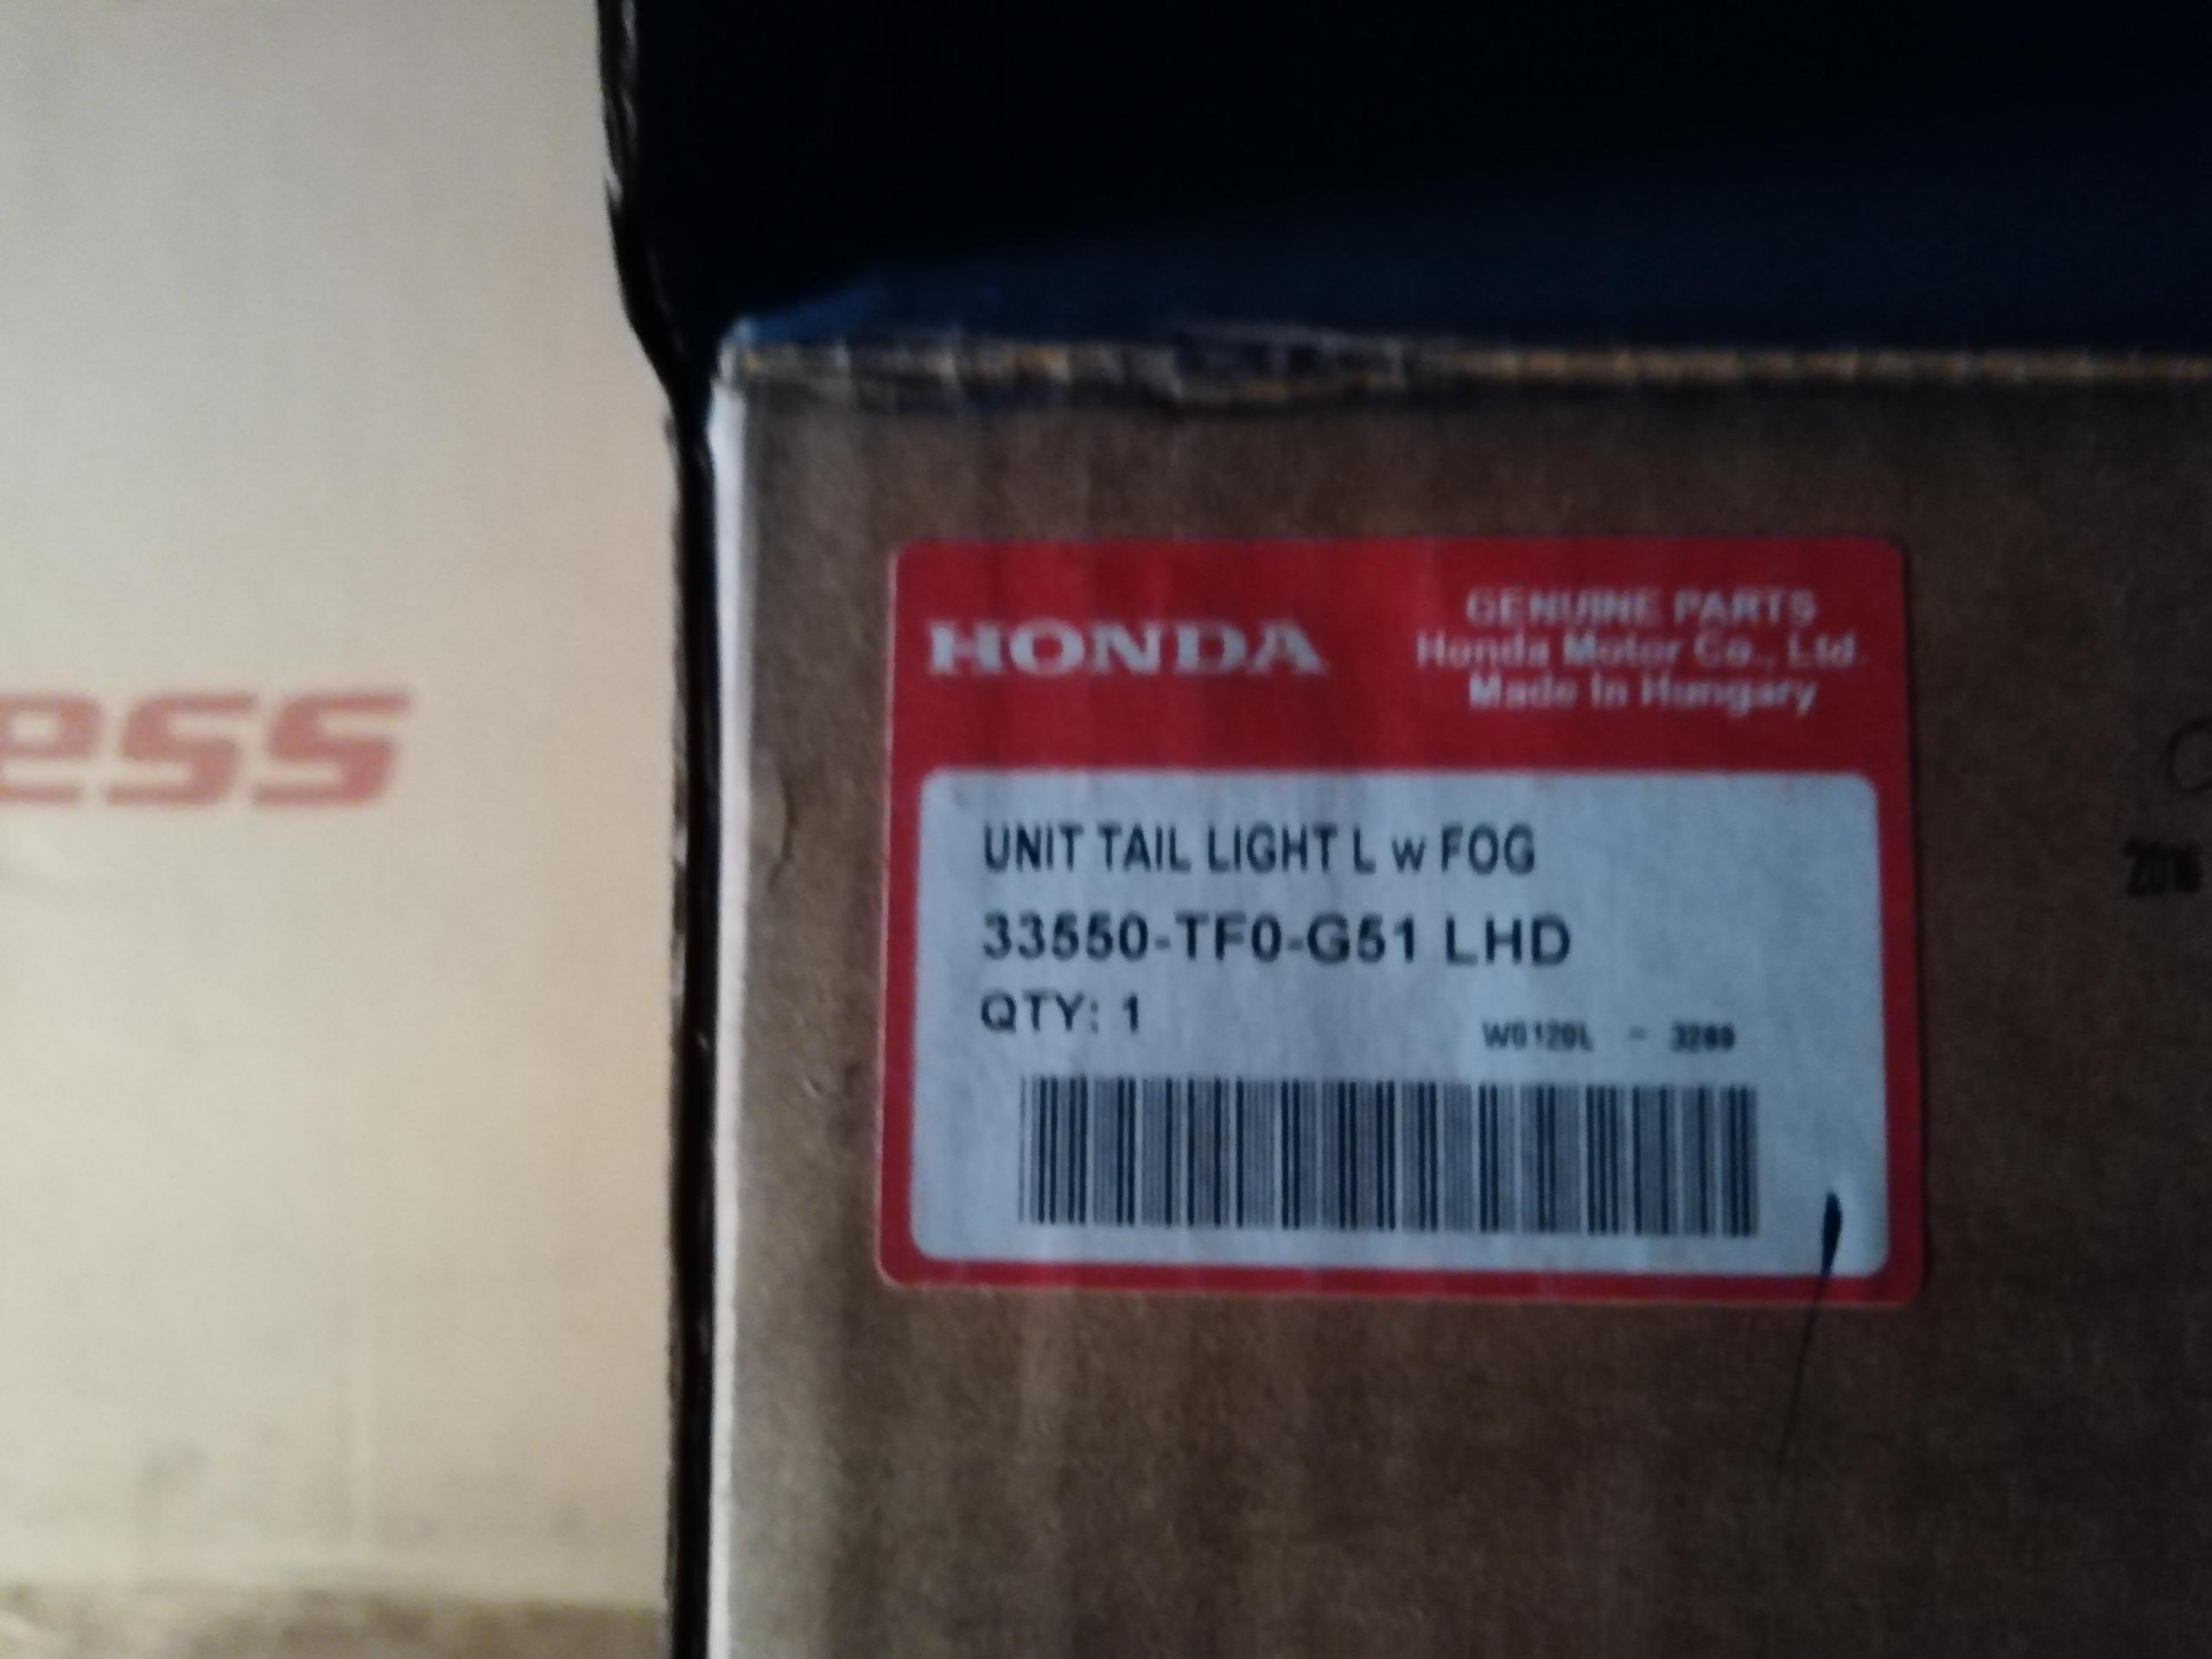 ess
HONDA
GENUINE PARTS
Honda Motor Co., Ltd.
Made In Hungary
UNIT TAIL LIGHT L w FOG
33550-TF0-G51 LHD
QTY: 1